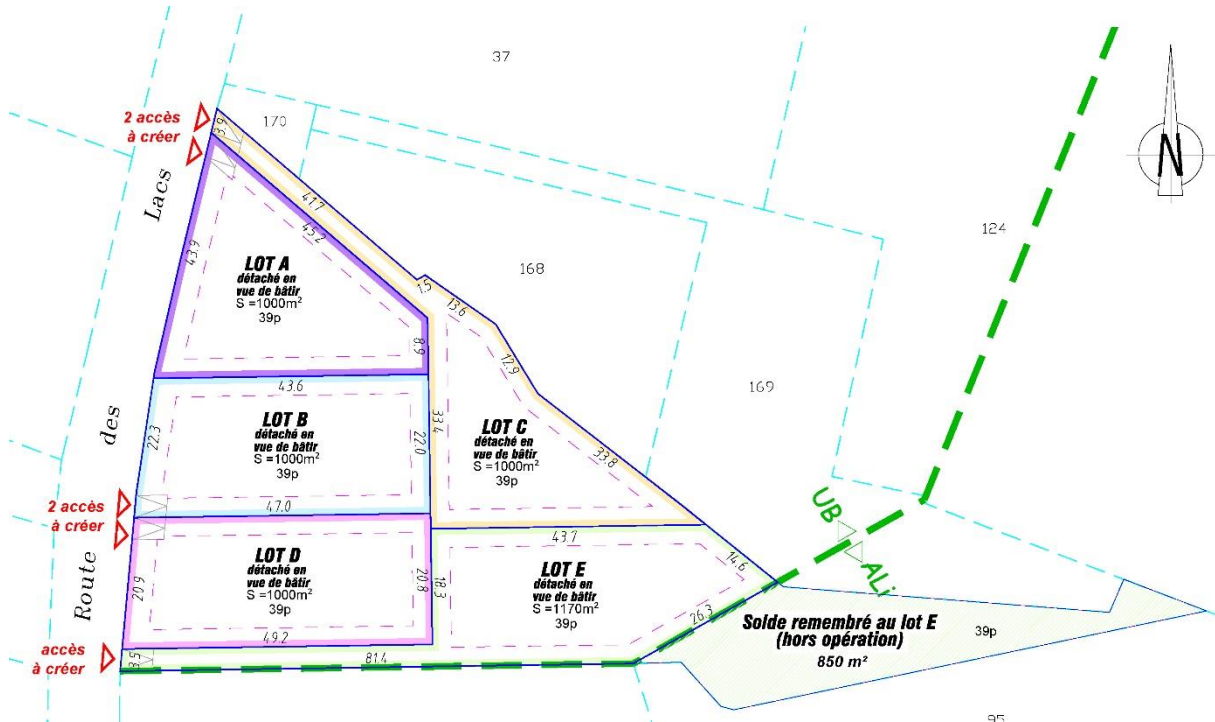 37
2 accès
à créer
3.9
170
N
Lacs
41.7
45.2
124
43.9
LOT A
détaché en
vue de bâtir
S =1000m²
39p
168
1.5
13.6
8.9
12.9
43.6
169
des
22.3
LOT B
détaché en
vue de bâtir
S =1000m²
39p
22.0
33.4
LOT C
détaché en
vue de bâtir
S =1000m²
39p
33.8
2 accès
à créer
47.0
UB
ALi
Route
20.9
LOT D
détaché en
vue de bâtir
S =1000m²
39p
20.8
18.3
43.7
14.6
LOT E
détaché en
vue de bâtir
S =1170m²
39p
26.3
49.2
Solde remembré au lot E
(hors opération)
850 m²
39p
accès
à créer
3.5
81.4
95